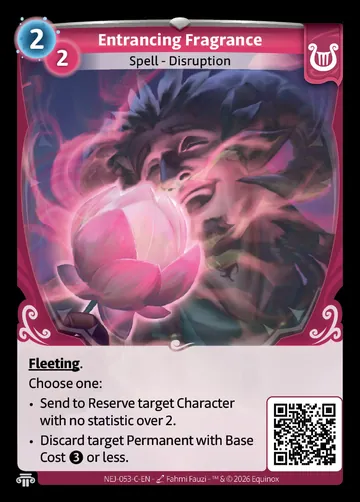 2
2
Entrancing Fragrance
Spell - Disruption
Fleeting.
Choose one:
• Send to Reserve target Character
with no statistic over 2.
• Discard target Permanent with Base
Cost 3 or less.
NEJ-053-C-EN - Fahmi Fauzi - ™ & © 2026 Equinox